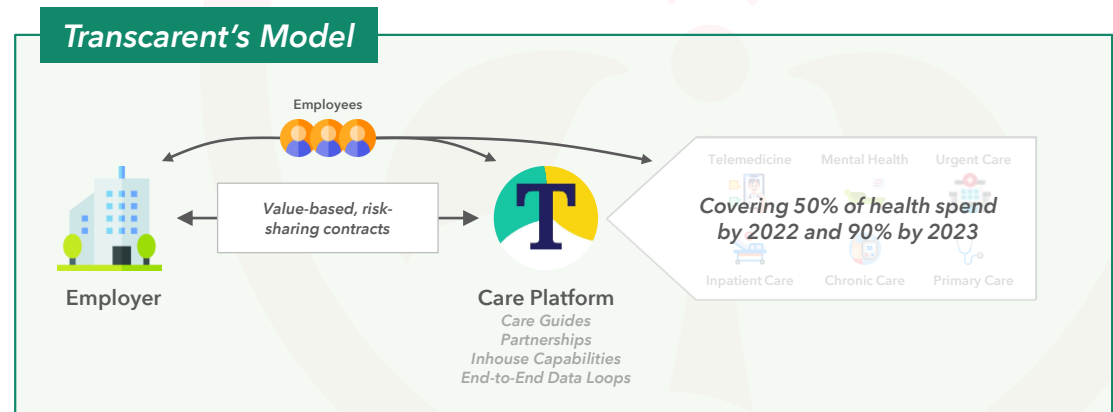 Transcarent's Model
Employees
Value-based, risk-
sharing contracts
T
Employer
Care Platform
Care Guides
Partnerships
Inhouse Capabilities
End-to-End Data Loops
Telemedicine Mental Health Urgent Care
Covering 50% of health spend
by 2022 and 90% by 2023
Inpatient Care Chronic Care Primary Care